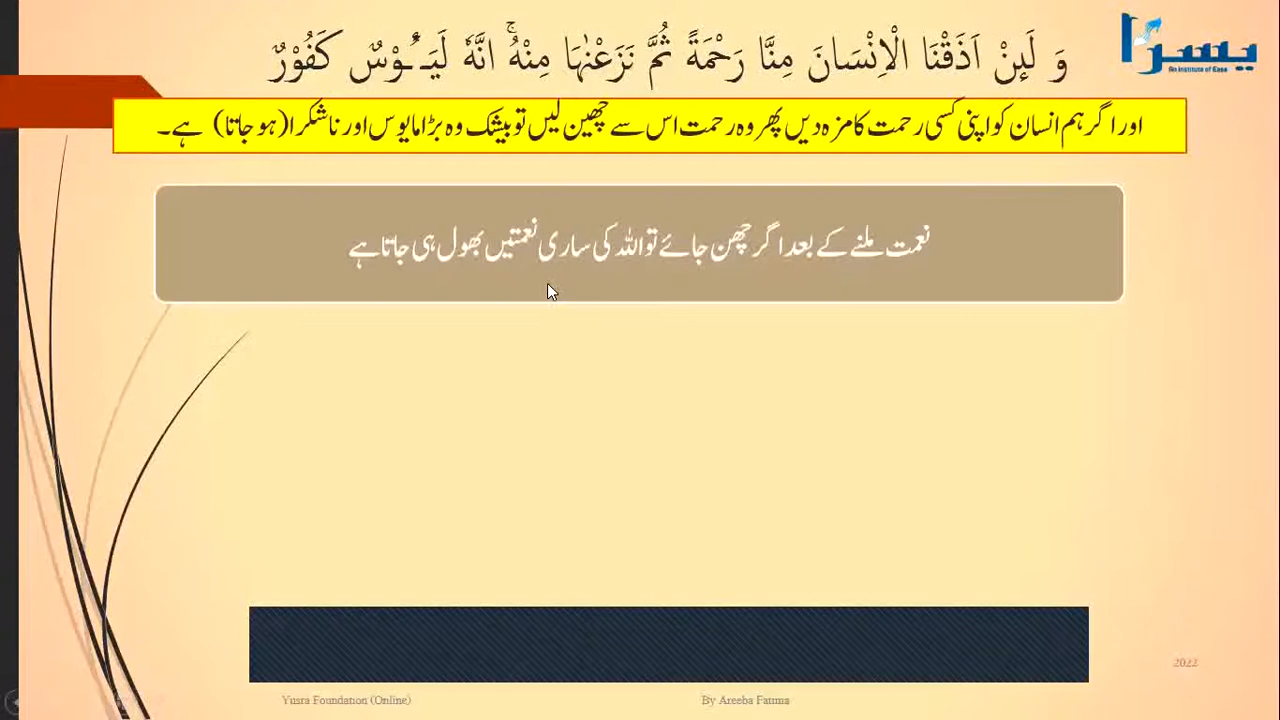 وَ لَىِٕنْ اَذَقْنَا الْاِنْسَانَ مِنَّا رَحْمَةً ثُمَّ نَزَعْنٰهَا مِنْهُۚ اِنَّهٗ لَیَـُٔوْسٌ كَفُوْرٌ
یسرا
An Institute of Ease
اور اگر ہم انسان کو اپنی کسی رحمت کا مزہ دیں پھر وہ رحمت اس سے چھین لیں تو بیشک وہ بڑا مایوس اور ناشکرا (ہو جاتا) ہے۔
نعمت ملنے کے بعد اگر چھن جائے تو اللہ کی ساری نعمتیں بھول ہی جاتا ہے
2022
Yusra Foundation (Online)
By Areeba Fatima